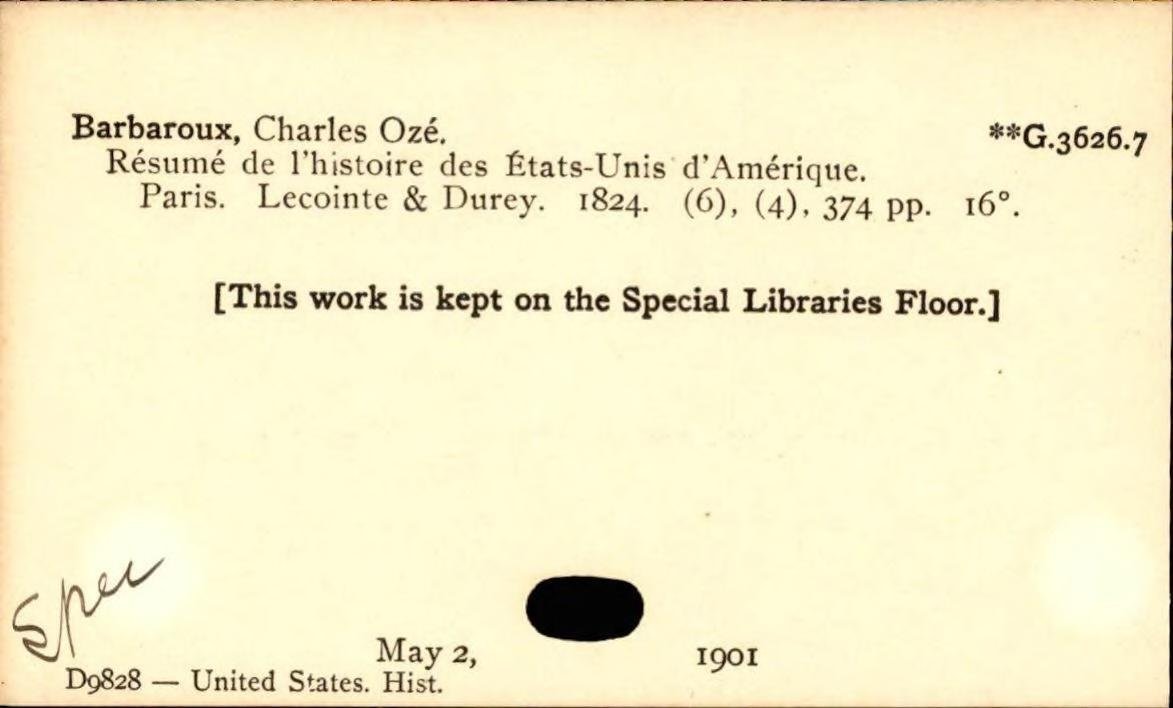 Barbaroux, Charles Ozé. **G.3626.7
Résumé de l'histoire des États-Unis d'Amérique.
Paris. Lecointe & Durey. 1824. (6), (4), 374 pp. 16°.
[This work is kept on the Special Libraries Floor.]
Spec
May 2, 1901
D9828 — United States. Hist.